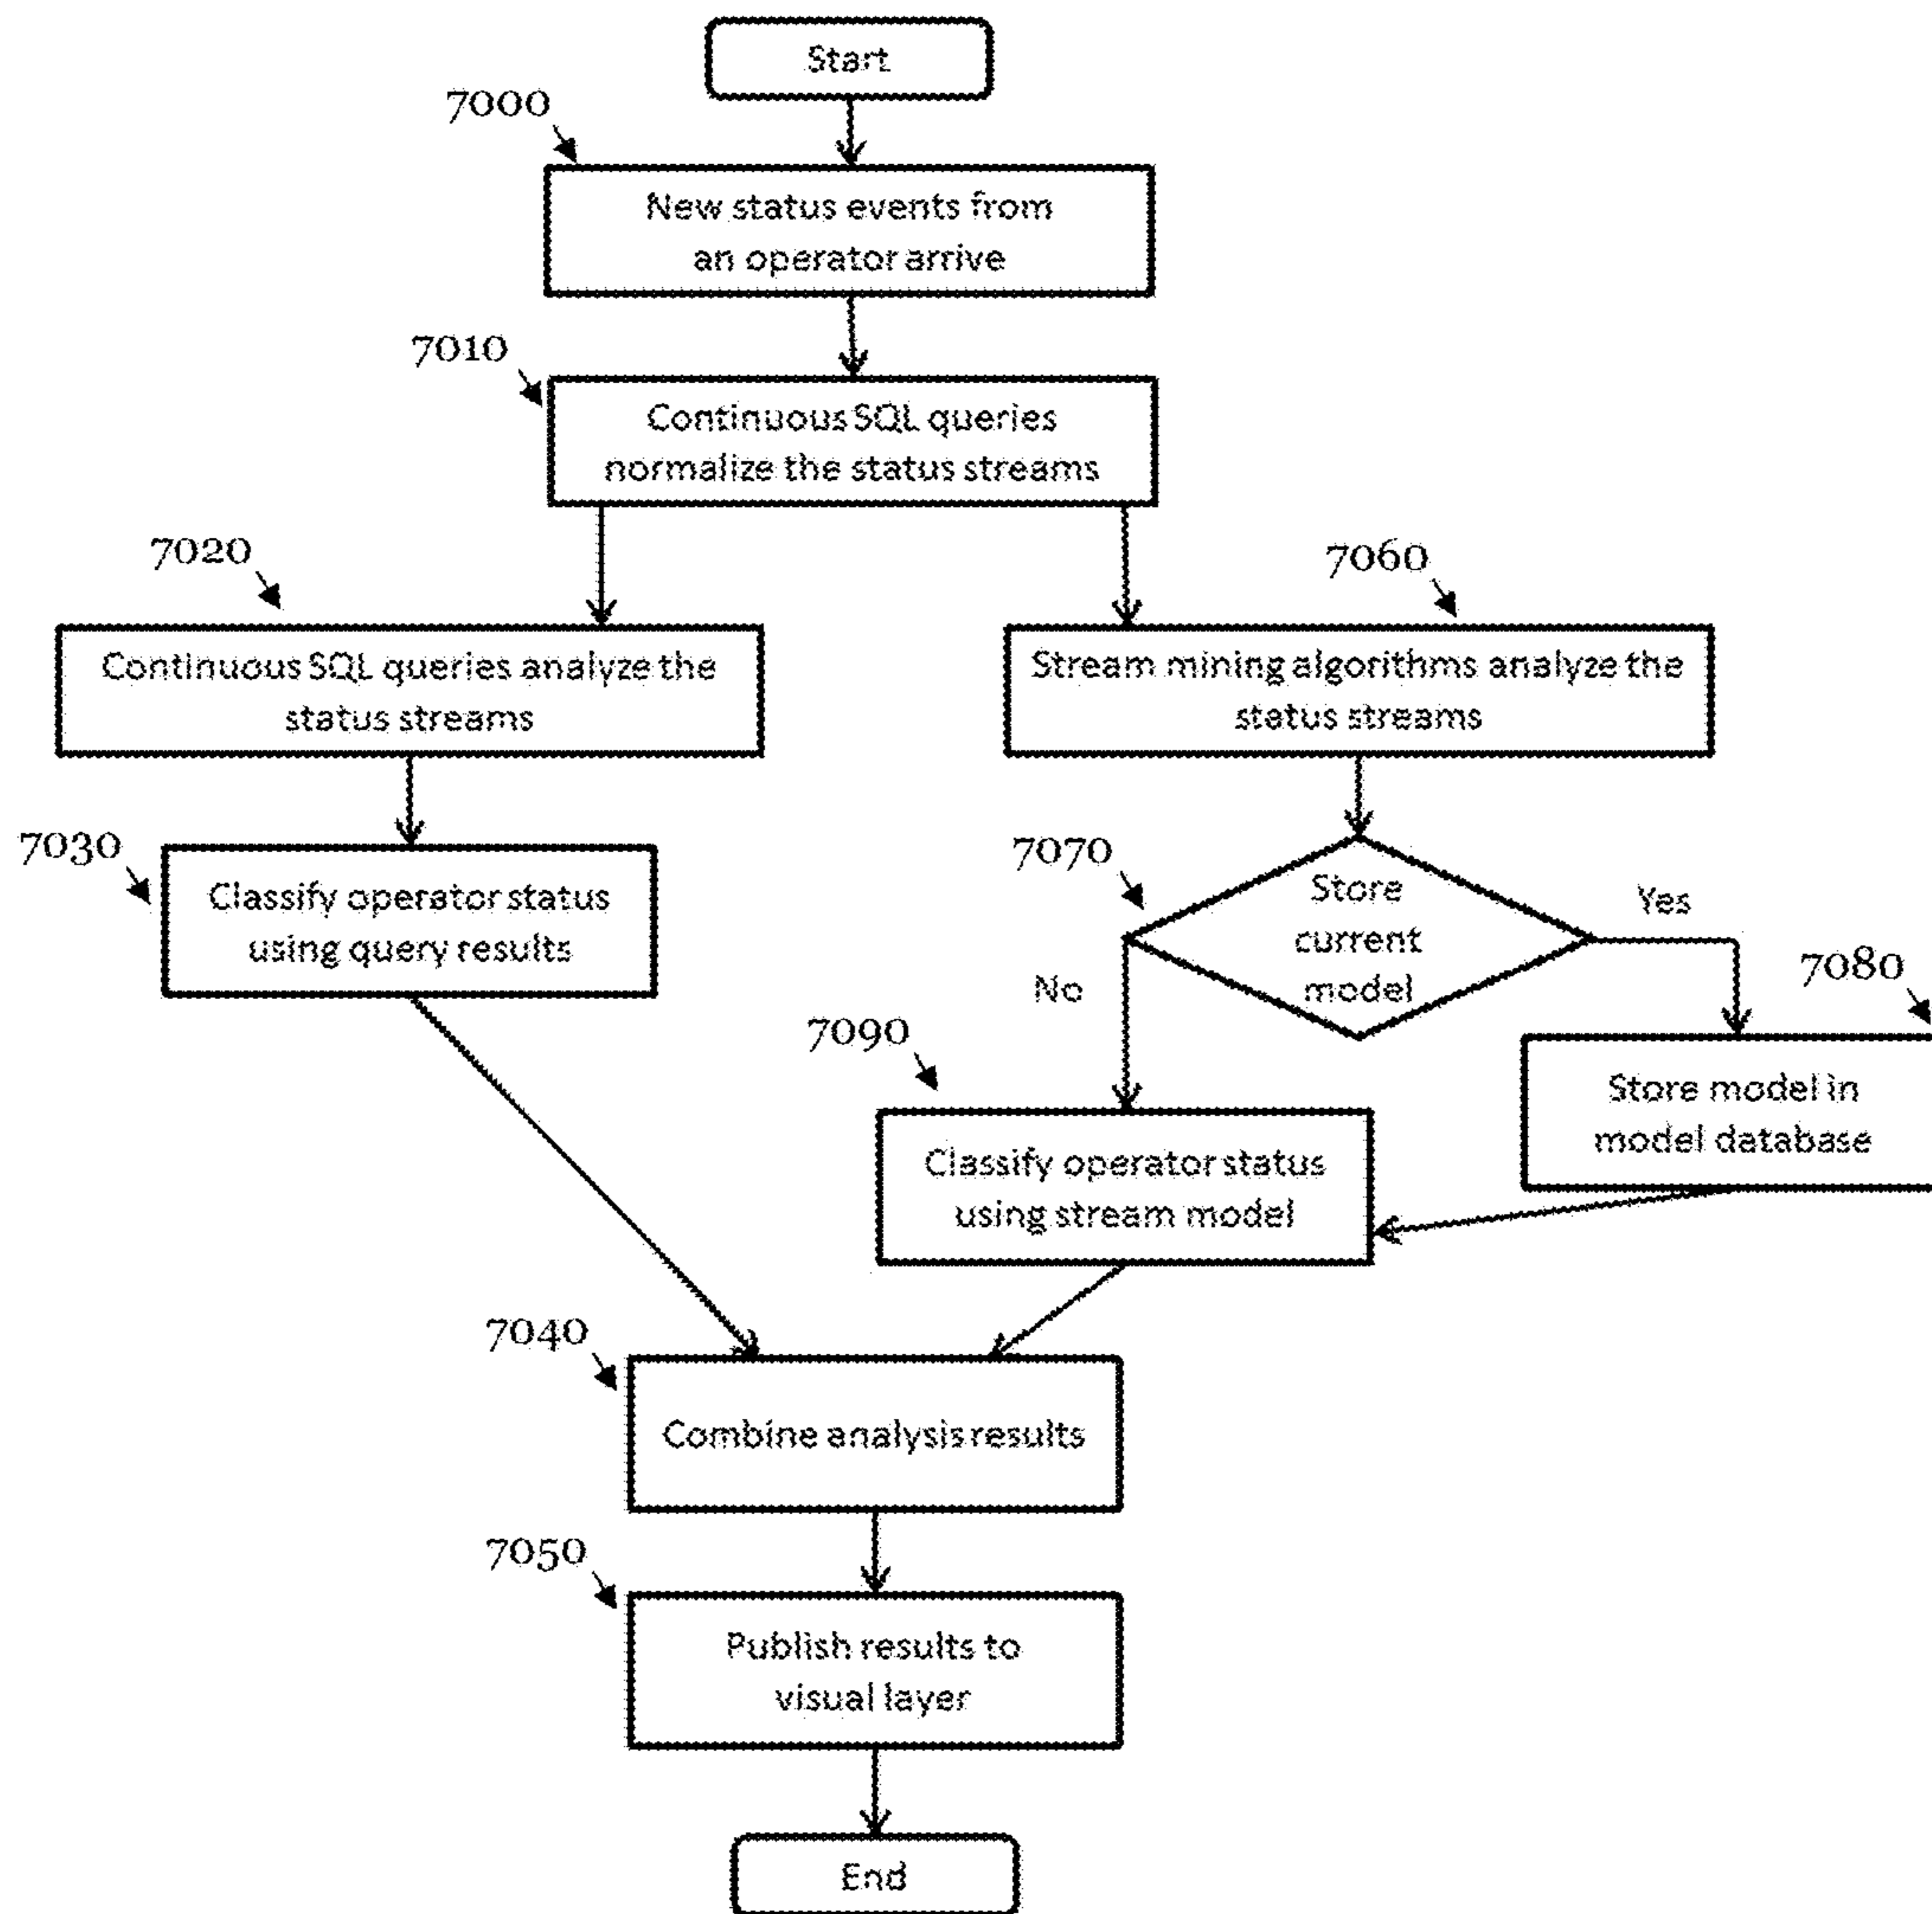 Start
7000
New status events from
an operator arrive
7010
Continuous SQL queries
normalize the status streams
7020
Continuous SQL queries analyze the
status streams
7060
Stream mining algorithms analyze the
status streams
7030
Classify operator status
using query results
7070
Store
current
model
Yes
No
7080
Store model in
model database
7090
Classify operator status
using stream model
7040
Combine analysis results
7050
Publish results to
visual layer
End